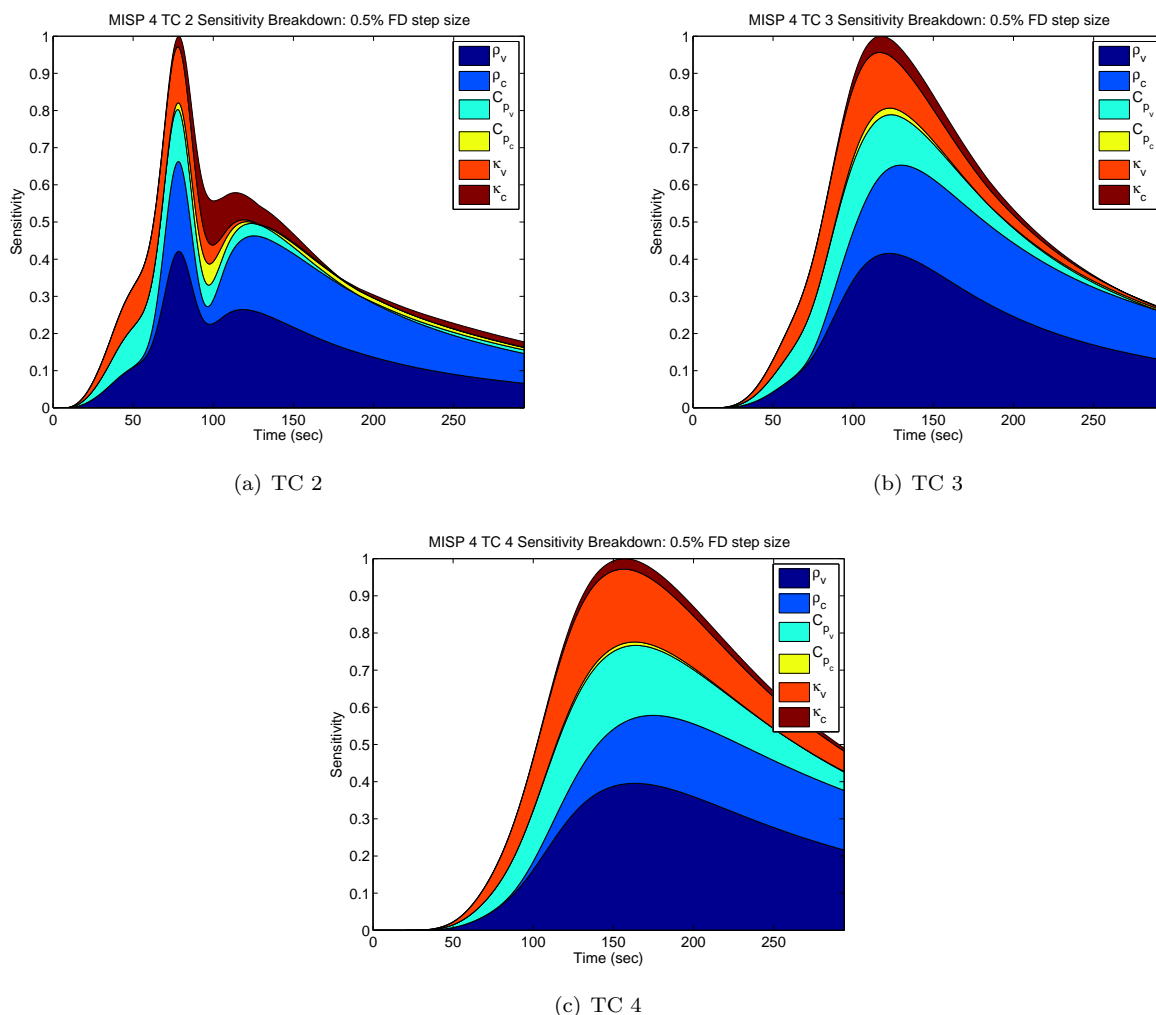 MISP 4 TC 2 Sensitivity Breakdown: 0.5% FD step size
1
0.9
0.8
0.7
0.6
0.5
0.4
0.3
0.2
0.1
0
Sensitivity
0 50 100 150 200 250
Time (sec)
ρv
ρc
Cpv
Cpc
κv
κc
(a) TC 2
MISP 4 TC 3 Sensitivity Breakdown: 0.5% FD step size
1
0.9
0.8
0.7
0.6
0.5
0.4
0.3
0.2
0.1
0
Sensitivity
0 50 100 150 200 250
Time (sec)
ρv
ρc
Cpv
Cpc
κv
κc
(b) TC 3
MISP 4 TC 4 Sensitivity Breakdown: 0.5% FD step size
1
0.9
0.8
0.7
0.6
0.5
0.4
0.3
0.2
0.1
0
Sensitivity
0 50 100 150 200 250
Time (sec)
ρv
ρc
Cpv
Cpc
κv
κc
(c) TC 4